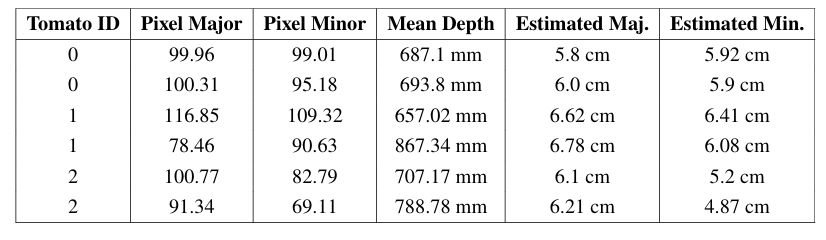 Tomato ID Pixel Major Pixel Minor Mean Depth Estimated Maj. Estimated Min.
0 99.96 99.01 687.1 mm 5.8 cm 5.92 cm
0 100.31 95.18 693.8 mm 6.0 cm 5.9 cm
1 116.85 109.32 657.02 mm 6.62 cm 6.41 cm
1 78.46 90.63 867.34 mm 6.78 cm 6.08 cm
2 100.77 82.79 707.17 mm 6.1 cm 5.2 cm
2 91.34 69.11 788.78 mm 6.21 cm 4.87 cm